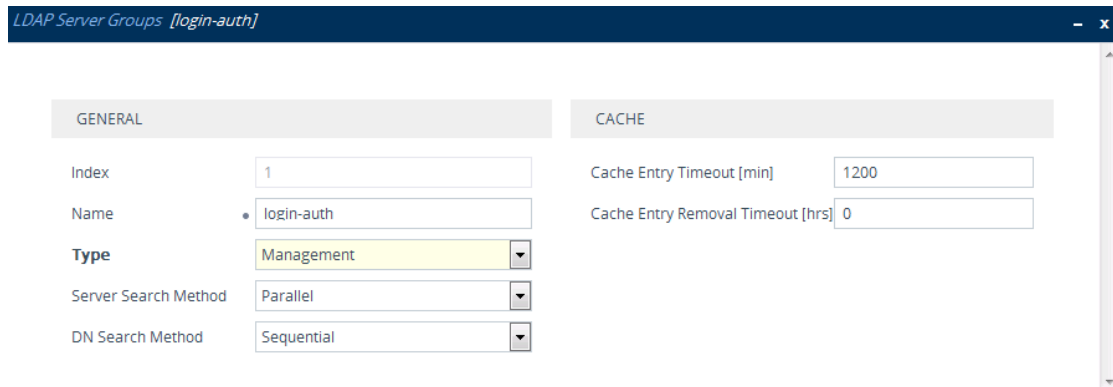 LDAP Server Groups [login-auth] – x
GENERAL
Index 1
Name login-auth
Type Management
Server Search Method Parallel
DN Search Method Sequential
CACHE
Cache Entry Timeout [min] 1200
Cache Entry Removal Timeout [hrs] 0